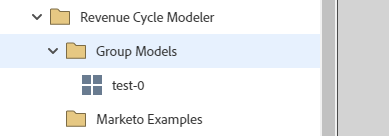 Revenue Cycle Modeler
Group Models
test-0
Marketo Examples